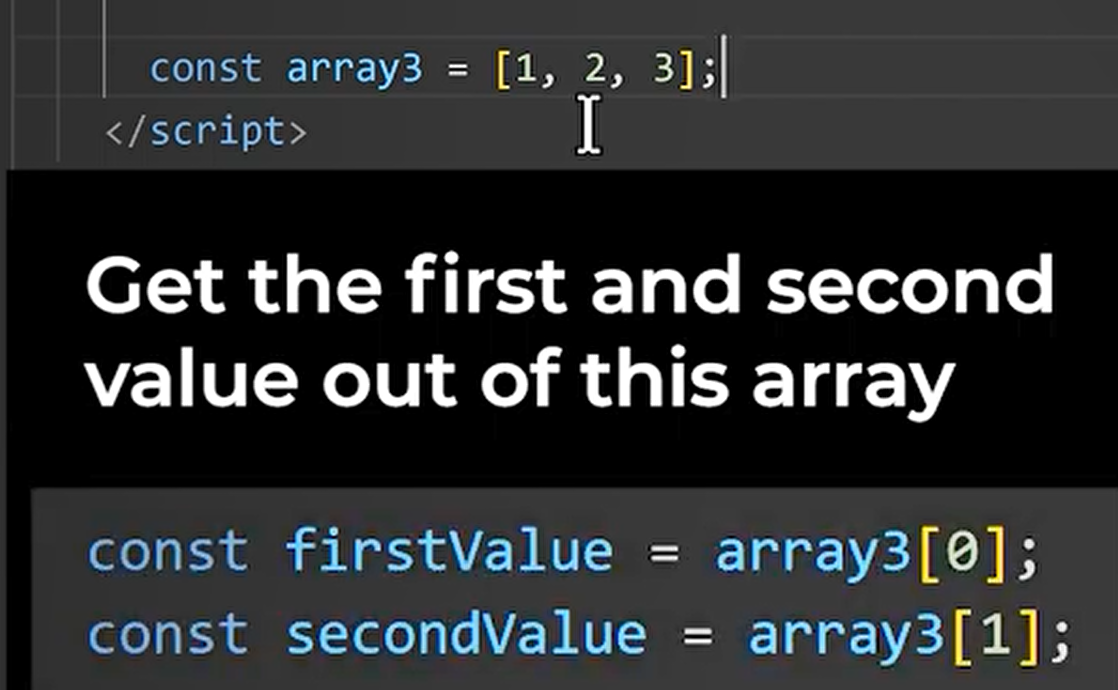 const array3 = [1, 2, 3];
</script>
Get the first and second
value out of this array
const firstValue = array3[0];
const secondValue = array3[1];